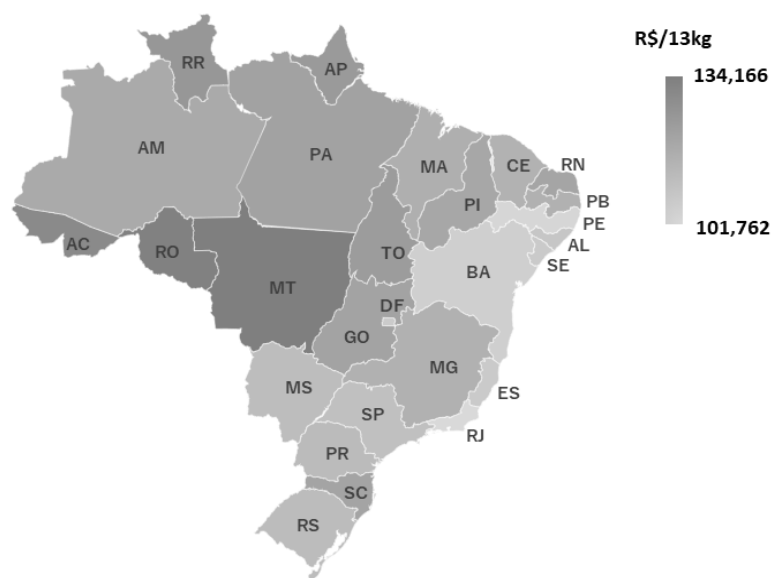 R$/13kg
134,166
101,762
RR
AP
AM
PA
MA
CE
RN
PI
PB
PE
AL
SE
AC
RO
TO
BA
MT
DF
GO
MG
MS
ES
SP
RJ
PR
SC
RS